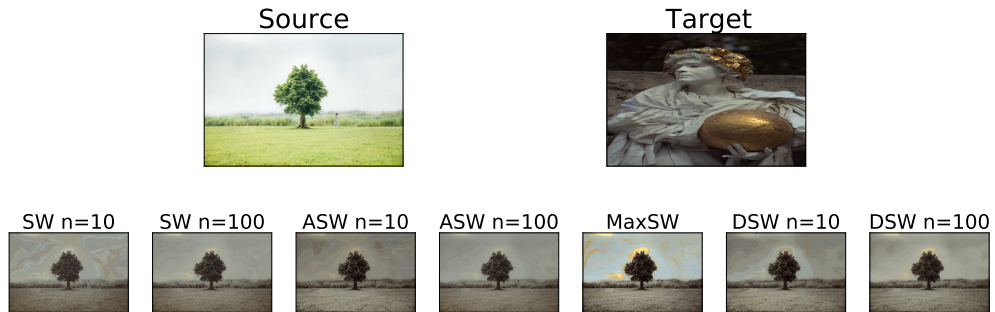 Source
Target
SW n=10
SW n=100
ASW n=10
ASW n=100
MaxSW
DSW n=10
DSW n=100